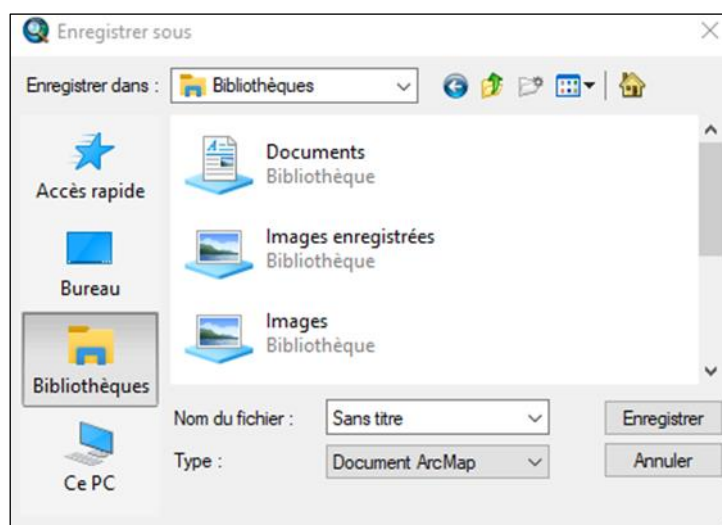 Enregistrer sous
Enregistrer dans :
Bibliothèques
Accès rapide
Bureau
Bibliothèques
Ce PC
Documents
Bibliothèque
Images enregistrées
Bibliothèque
Images
Bibliothèque
Nom du fichier :
Sans titre
Enregistrer
Type :
Document ArcMap
Annuler